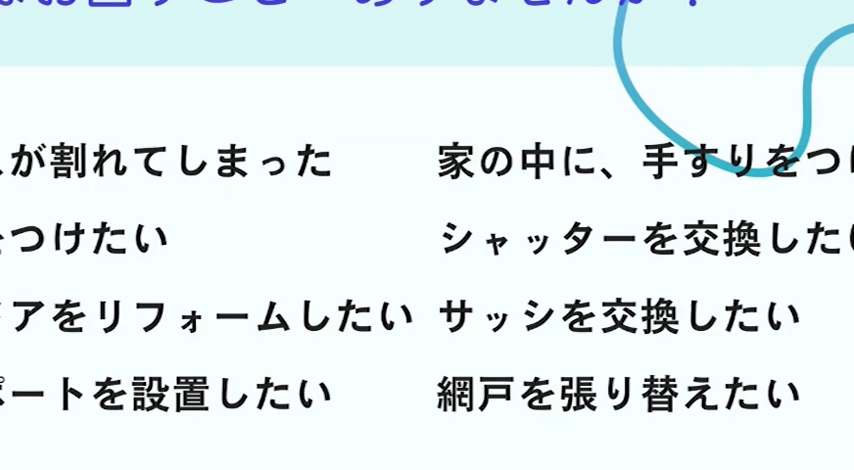 が割れてしまった
つけたい
アをリフォームしたい
ートを設置したい
家の中に、手すりをつ
シャッターを交換した
サッシを交換したい
網戸を張り替えたい